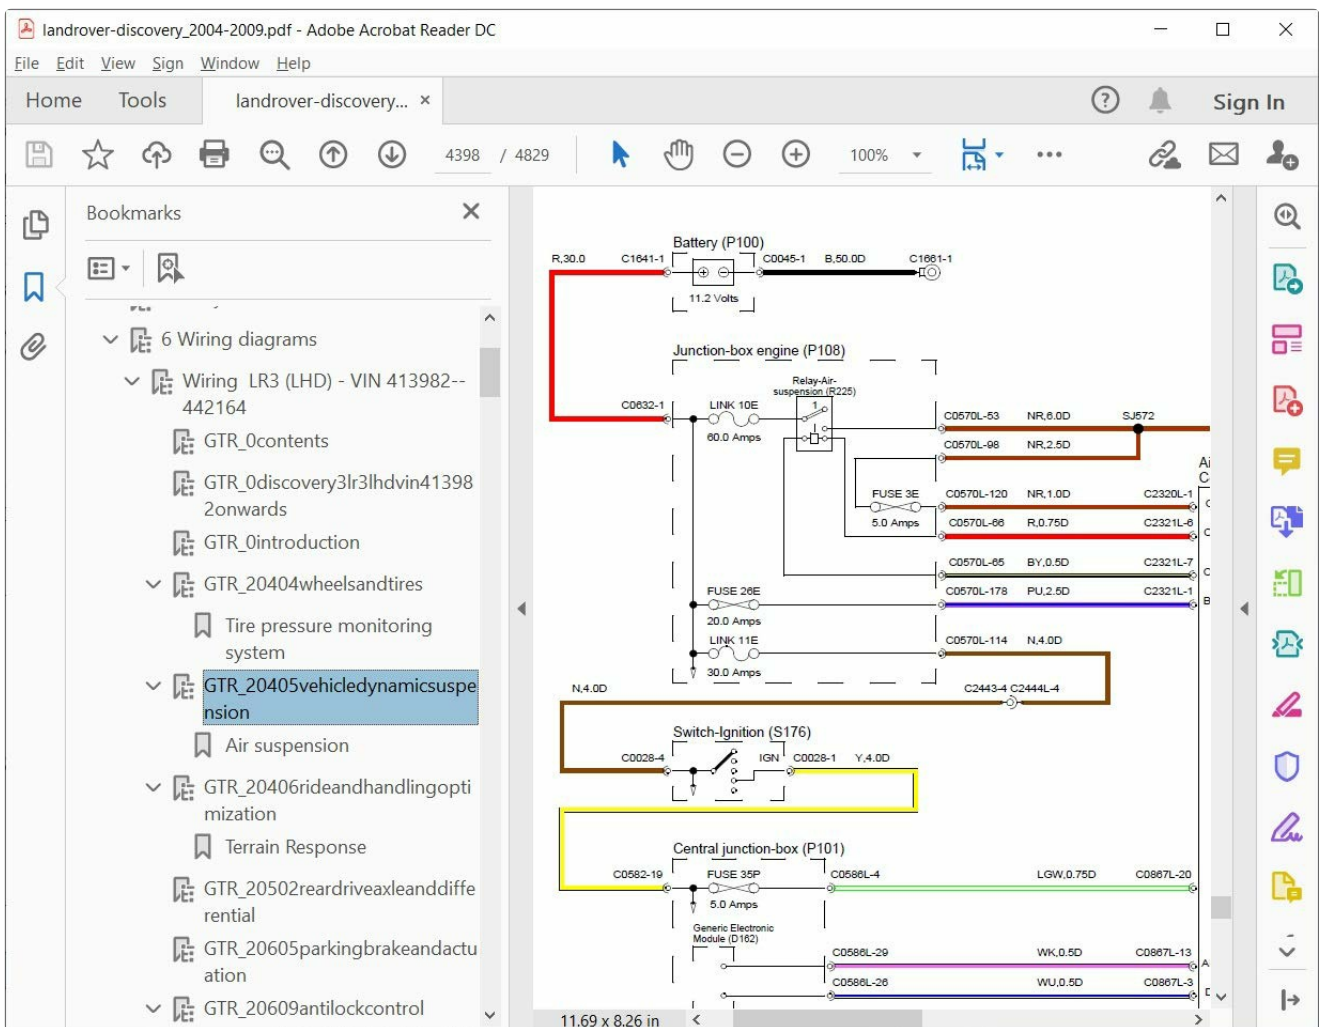 landrover-discovery_2004-2009.pdf - Adobe Acrobat Reader DC
File Edit View Sign Window Help
Home Tools landrover-discovery... × Sign In
4398 / 4829 100%
Bookmarks
6 Wiring diagrams
Wiring LR3 (LHD) - VIN 413982--
442164
GTR_0contents
GTR_0discovery3lr3lhdvin41398
2onwards
GTR_0introduction
GTR_20404wheelsandtires
Tire pressure monitoring
system
GTR_20405vehicledynamicsuspe
nsion
Air suspension
GTR_20406rideandhandlingopti
mization
Terrain Response
GTR_20502reardriveaxleanddiffe
rential
GTR_20605parkingbrakeandactu
ation
GTR_20609antilockcontrol
Battery (P100)
R,30.0 C1641-1 C0045-1 B,50.0D C1661-1
11.2 Volts
Junction-box engine (P108)
Relay-Air-
suspension (R225)
C0632-1 LINK 10E 1 C0570L-53 NR,6.0D SJ572
60.0 Amps
C0570L-98 NR,2.5D
FUSE 3E C0570L-120 NR,1.0D C2320L-1
5.0 Amps C0570L-66 R,0.75D C2321L-6
C0570L-65 BY,0.5D C2321L-7
FUSE 26E C0570L-178 PU,2.5D C2321L-1
20.0 Amps
LINK 11E C0570L-114 N,4.0D
30.0 Amps
N,4.0D C2443-4 C2444L-4
Switch-Ignition (S176)
C0028-4 IGN C0028-1 Y,4.0D
Central junction-box (P101)
C0582-19 FUSE 35P C0586L-4 LGW,0.75D C0867L-20
5.0 Amps
Generic Electronic
Module (D162)
C0586L-29 WK,0.5D C0867L-13
C0586L-26 WU,0.5D C0867L-3
11.69 x 8.26 in